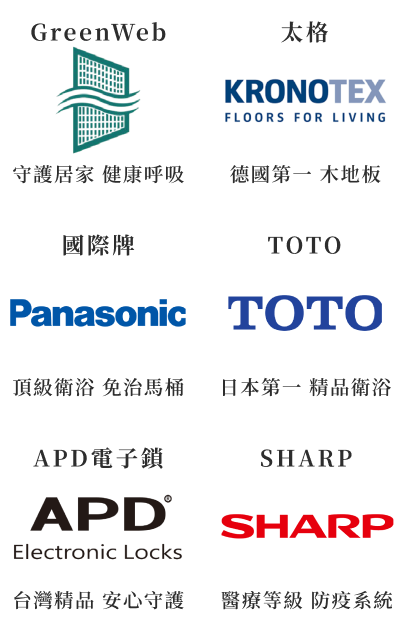 GreenWeb
太格
KRONOTEX
FLOORS FOR LIVING
守護居家 健康呼吸
德國第一 木地板
國際牌
TOTO
Panasonic
TOTO
頂級衛浴 免治馬桶
日本第一 精品衛浴
APD電子鎖
SHARP
APD®
Electronic Locks
SHARP
台灣精品 安心守護
醫療等級 防疫系統